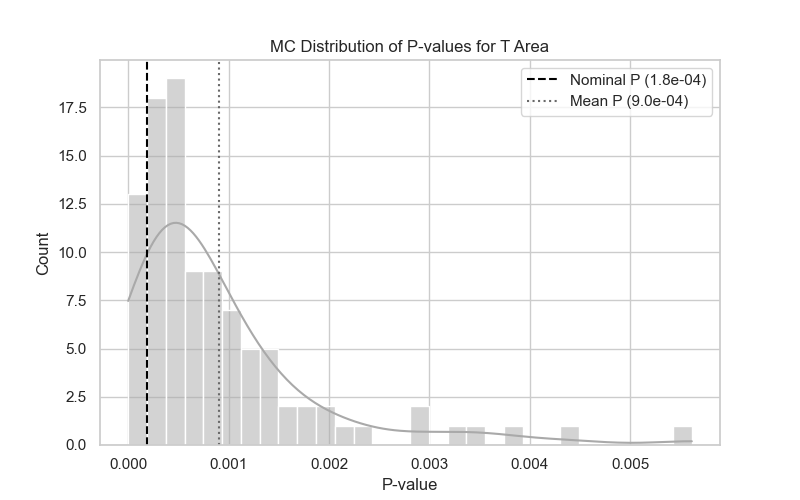 MC Distribution of P-values for T Area
Nominal P (1.8e-04)
Mean P (9.0e-04)
Count
17.5
15.0
12.5
10.0
7.5
5.0
2.5
0.0
0.000 0.001 0.002 0.003 0.004 0.005
P-value